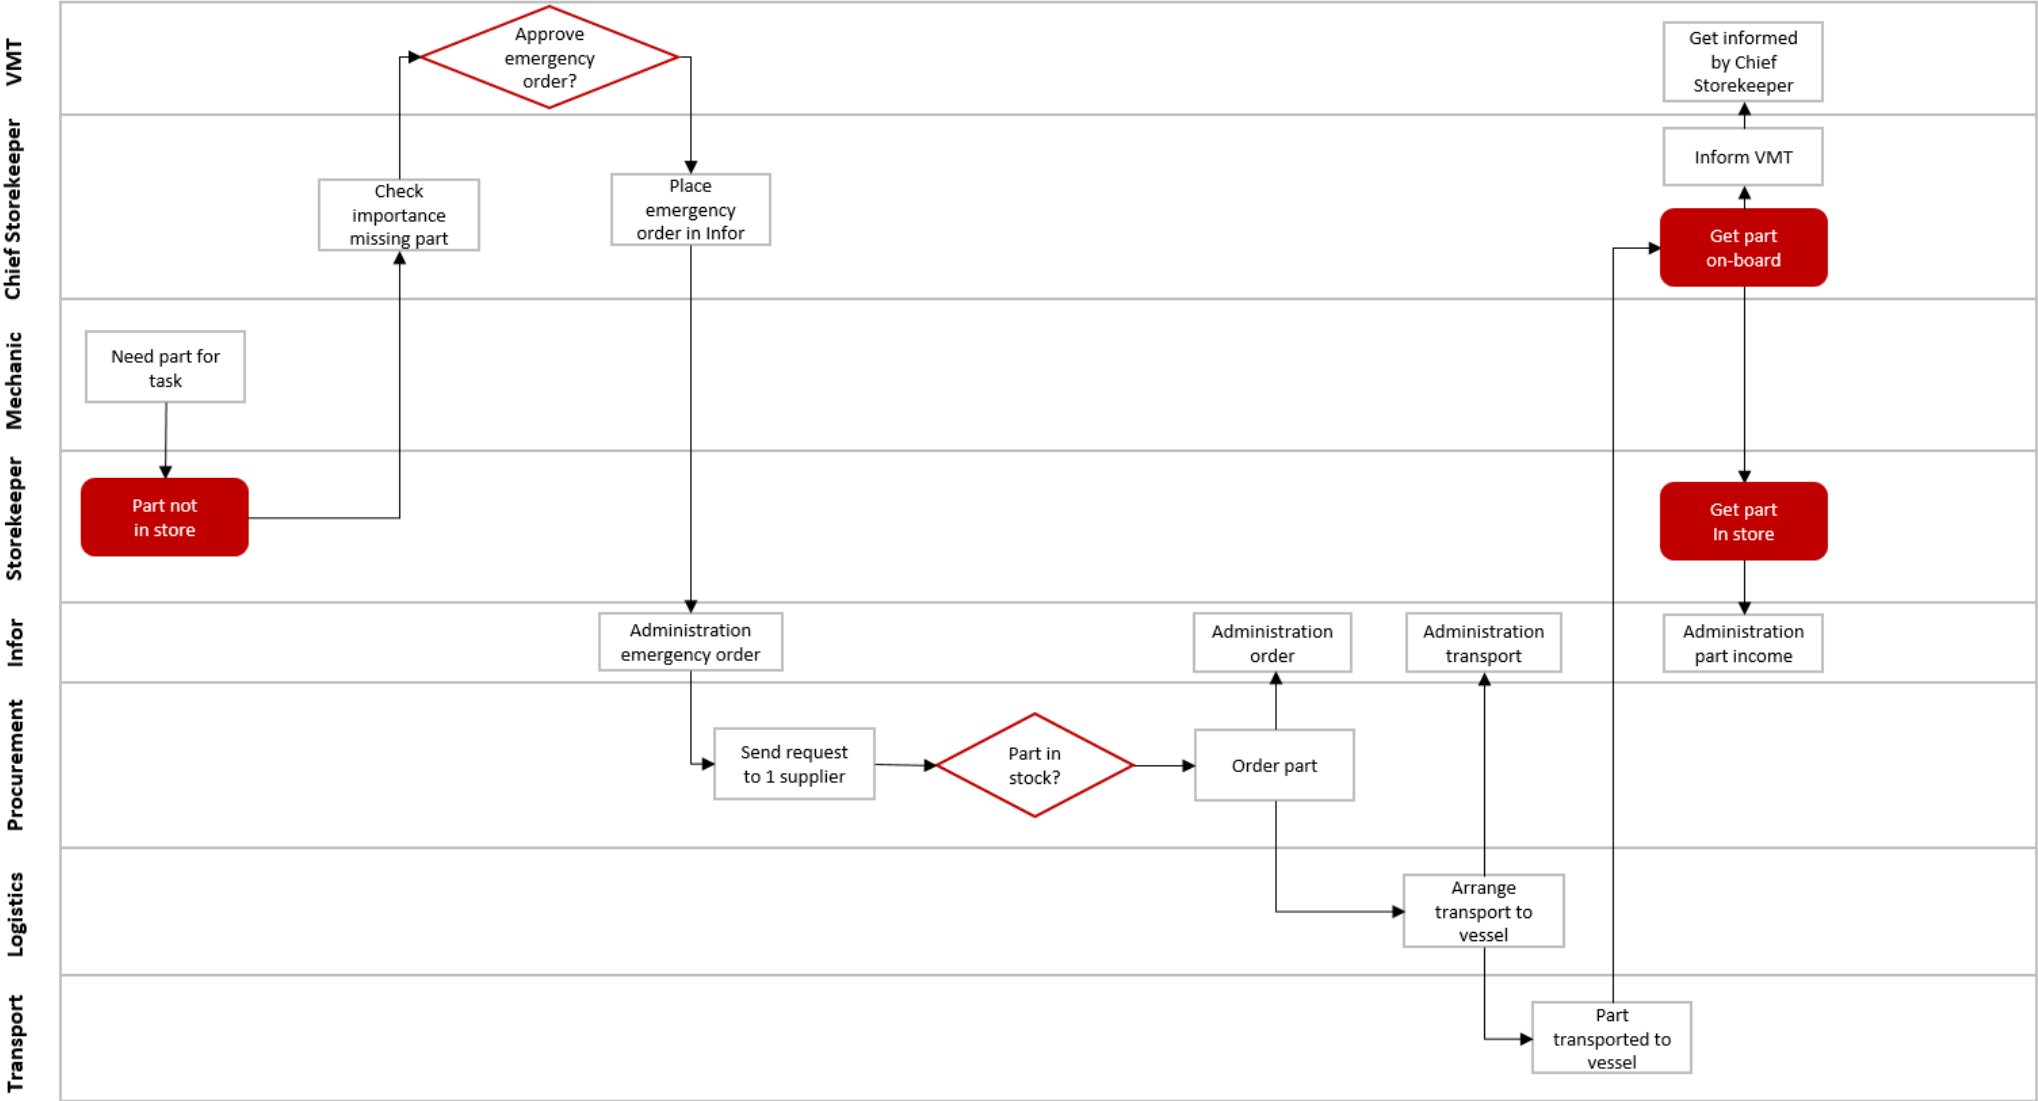 VMT
Approve
emergency
order?
Get informed
by Chief
Storekeeper
Chief Storekeeper
Check
importance
missing part
Place
emergency
order in Infor
Inform VMT
Get part
on-board
Mechanic
Need part for
task
Storekeeper
Part not
in store
Get part
In store
Infor
Administration
emergency order
Administration
order
Administration
transport
Administration
part income
Procurement
Send request
to 1 supplier
Part in
stock?
Order part
Logistics
Arrange
transport to
vessel
Transport
Part
transported to
vessel